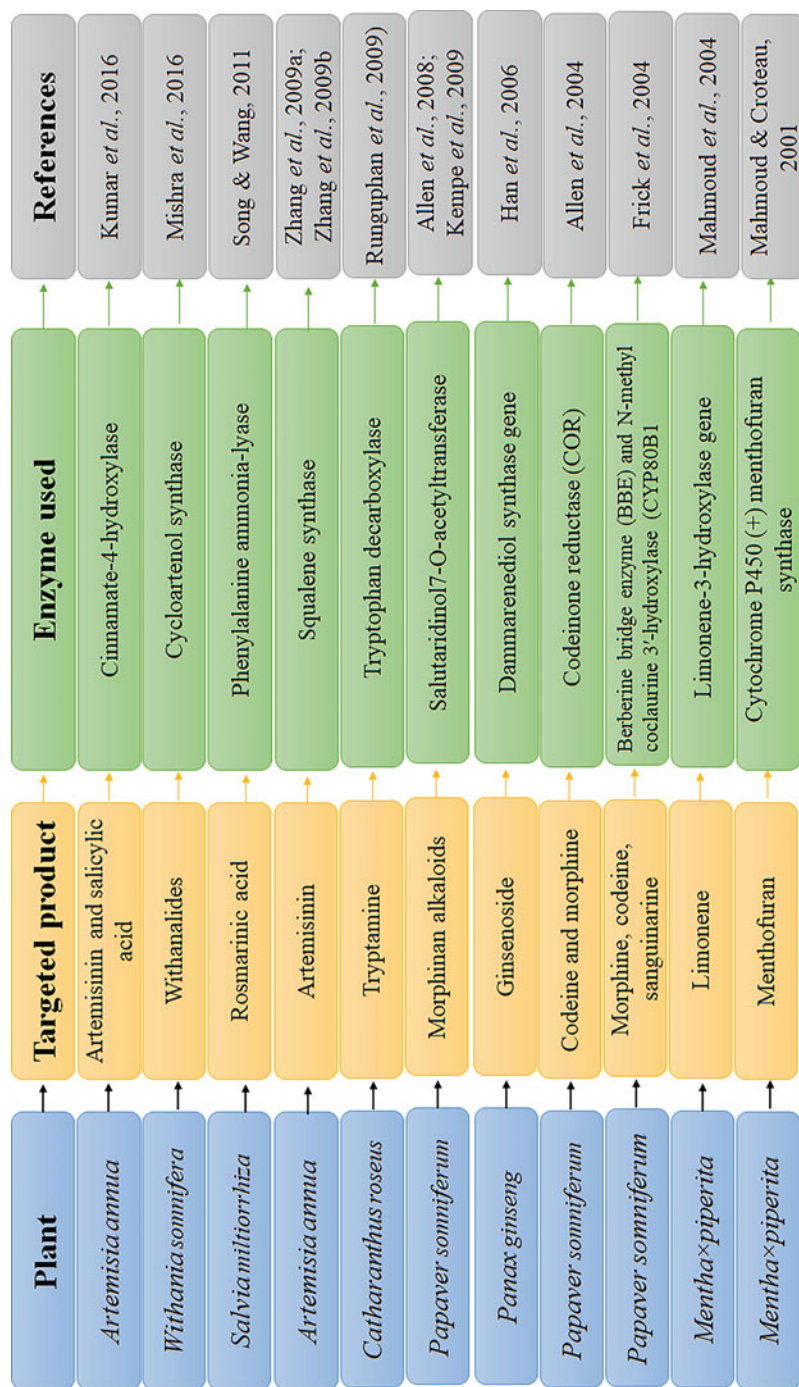 Plant
Targeted product
Enzyme used
References
Artemisia annua
Artemisinin and salicylic
acid
Cinnamate-4-hydroxylase
Kumar et al., 2016
Withania somnifera
Withanalides
Cycloartenol synthase
Mishra et al., 2016
Salvia miltiorrhiza
Rosmarinic acid
Phenylalanine ammonia-lyase
Song & Wang, 2011
Artemisia annua
Artemisinin
Squalene synthase
Zhang et al., 2009a;
Zhang et al., 2009b
Catharanthus roseus
Tryptamine
Tryptophan decarboxylase
Runguphan et al., 2009)
Papaver somniferum
Morphinan alkaloids
Salutaridinol7-O-acetyltransferase
Allen et al., 2008;
Kempe et al., 2009
Panax ginseng
Ginsenoside
Dammarenediol synthase gene
Han et al., 2006
Papaver somniferum
Codeine and morphine
Codeinone reductase (COR)
Allen et al., 2004
Papaver somniferum
Morphine, codeine,
sanguinarine
Berberine bridge enzyme (BBE) and N-methyl
coclaurine 3′-hydroxylase (CYP80B1
Frick et al., 2004
Mentha×piperita
Limonene
Limonene-3-hydroxylase gene
Mahmoud et al., 2004
Mentha×piperita
Menthofuran
Cytochrome P450 (+) menthofuran
synthase
Mahmoud & Croteau,
2001